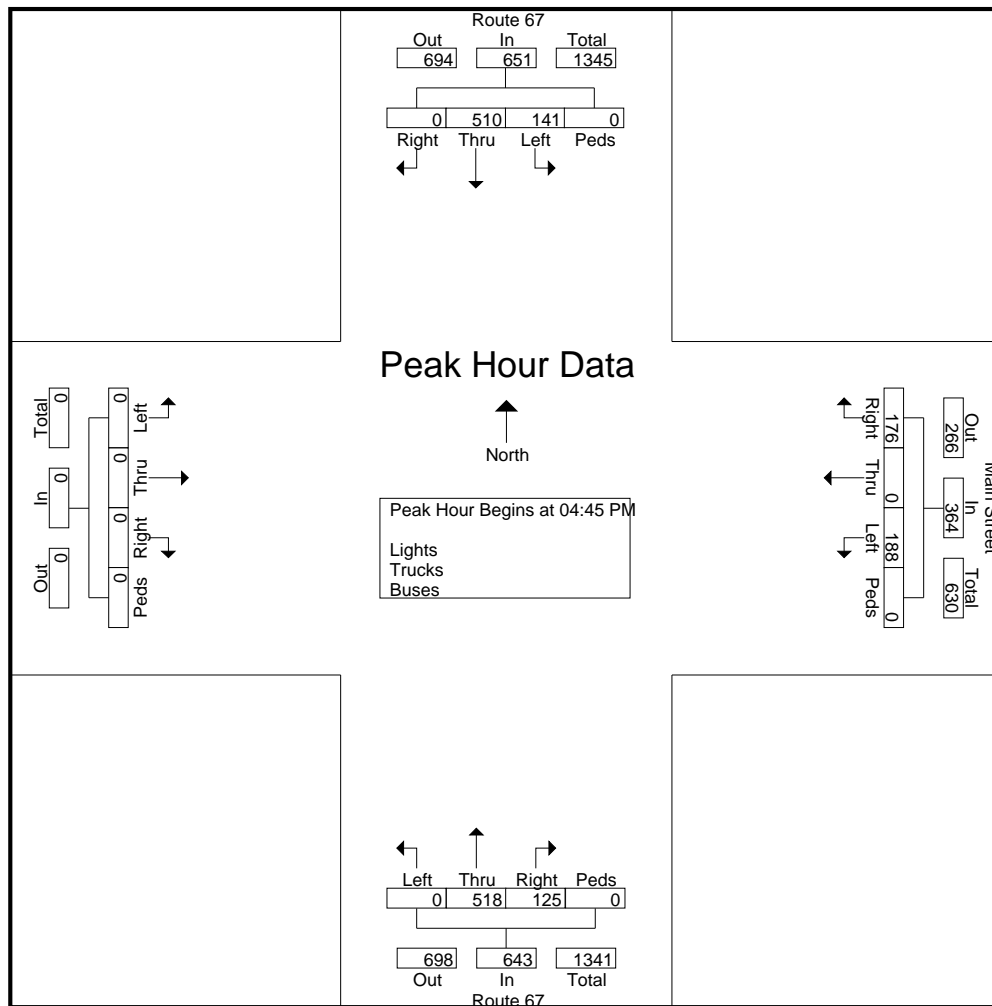 Route 67
Out In Total
694 651 1345
0 510 141 0
Right Thru Left Peds
Peak Hour Data
North
Peak Hour Begins at 04:45 PM
Lights
Trucks
Buses
Total In Out
0 0 0
0 0 0 0
Left Thru Right Peds
Main Street
Out In Total
266 364 630
176 0 188 0
Right Thru Left Peds
Left Thru Right Peds
0 518 125 0
698 643 1341
Out In Total
Route 67